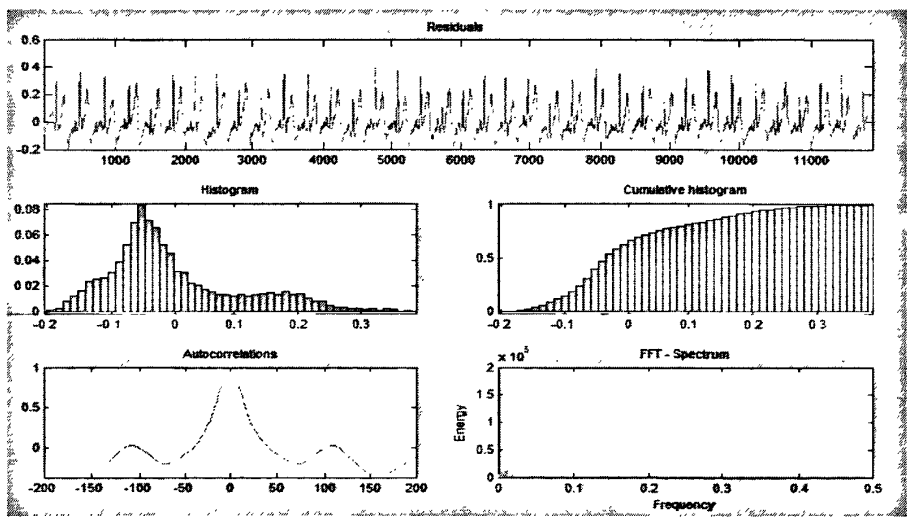 Residuals
0.6
0.4
0.2
0
-0.2
1000 2000 3000 4000 5000 6000 7000 8000 9000 10000 11000
Histogram
0.08
0.06
0.04
0.02
0
-0.2 -0.1 0 0.1 0.2 0.3
Cumulative histogram
1
0.5
0
-0.2 -0.1 0 0.1 0.2 0.3
Autocorrelations
1
0.5
0
-200 -150 -100 -50 0 50 100 150 200
FFT - Spectrum
x 10^5
2
1.5
1
0.5
0
Energy
0 0.1 0.2 0.3 0.4 0.5
Frequency